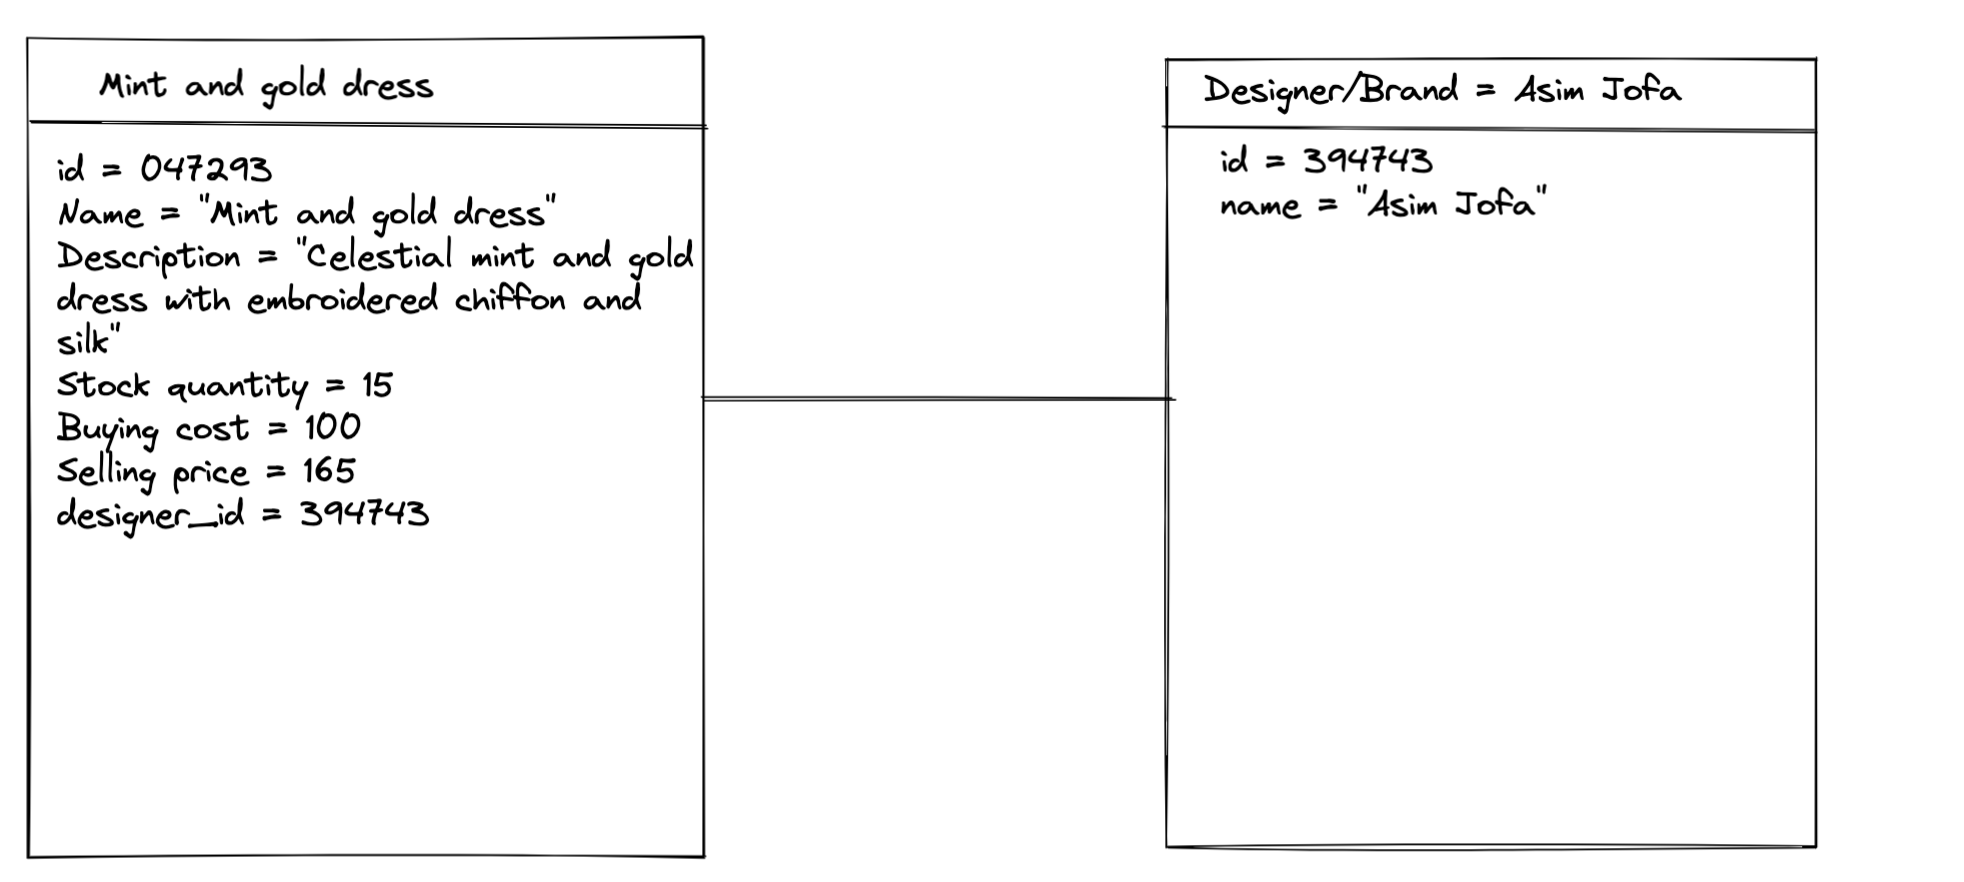 Mint and gold dress
id = 047293
Name = "Mint and gold dress"
Description = "Celestial mint and gold
dress with embroidered chiffon and
silk"
Stock quantity = 15
Buying cost = 100
Selling price = 165
designer_id = 394743
Designer/Brand = Asim Jofa
id = 394743
name = "Asim Jofa"